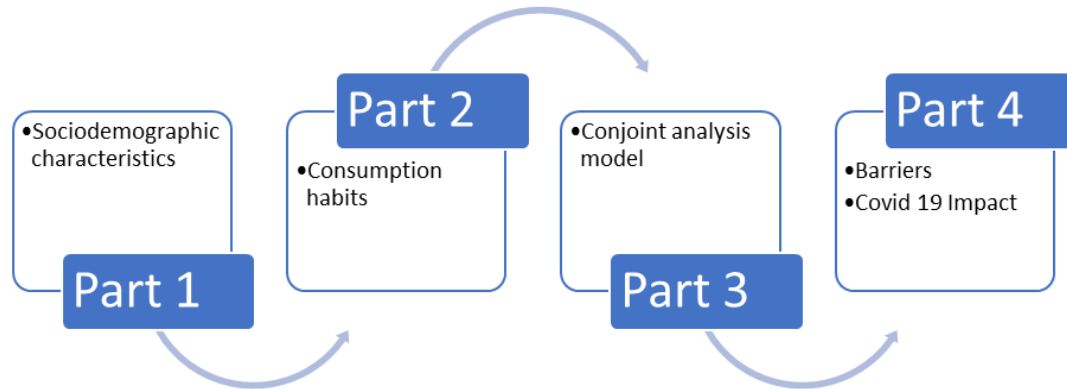 Part 1
•Sociodemographic
characteristics
Part 2
•Consumption
habits
Part 3
•Conjoint analysis
model
Part 4
•Barriers
•Covid 19 Impact